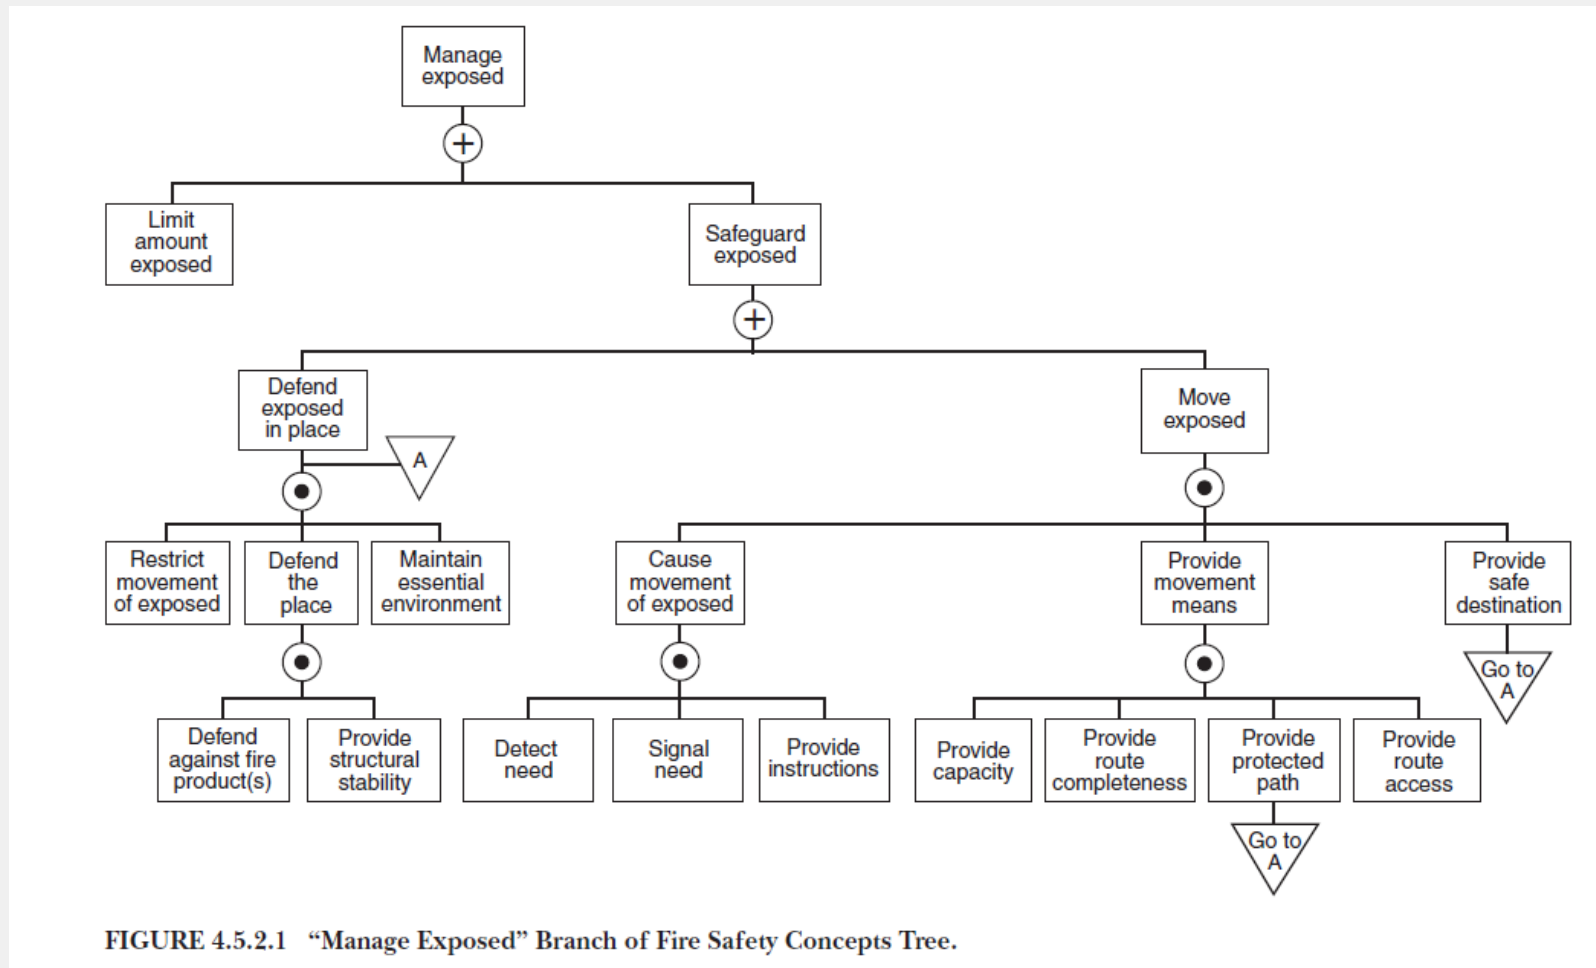 Manage
exposed
+
Limit
amount
exposed
Safeguard
exposed
+
Defend
exposed
in place
A
Move
exposed
Restrict
movement
of exposed
Defend
the
place
Maintain
essential
environment
Cause
movement
of exposed
Provide
movement
means
Provide
safe
destination
Go to
A
Defend
against fire
product(s)
Provide
structural
stability
Detect
need
Signal
need
Provide
instructions
Provide
capacity
Provide
route
completeness
Provide
protected
path
Provide
route
access
Go to
A
FIGURE 4.5.2.1 “Manage Exposed” Branch of Fire Safety Concepts Tree.